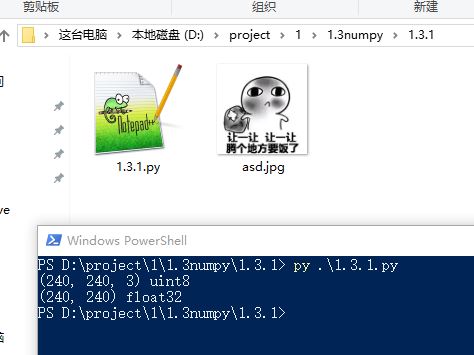 剪贴板
组织
新建
这台电脑 > 本地磁盘 (D:) > project > 1 > 1.3numpy > 1.3.1
Notepad++
让一让 让一让
腾个地方要饭了
1.3.1.py
asd.jpg
Windows PowerShell
PS D:\project\1\1.3numpy\1.3.1> py .\1.3.1.py
(240, 240, 3) uint8
(240, 240) float32
PS D:\project\1\1.3numpy\1.3.1>